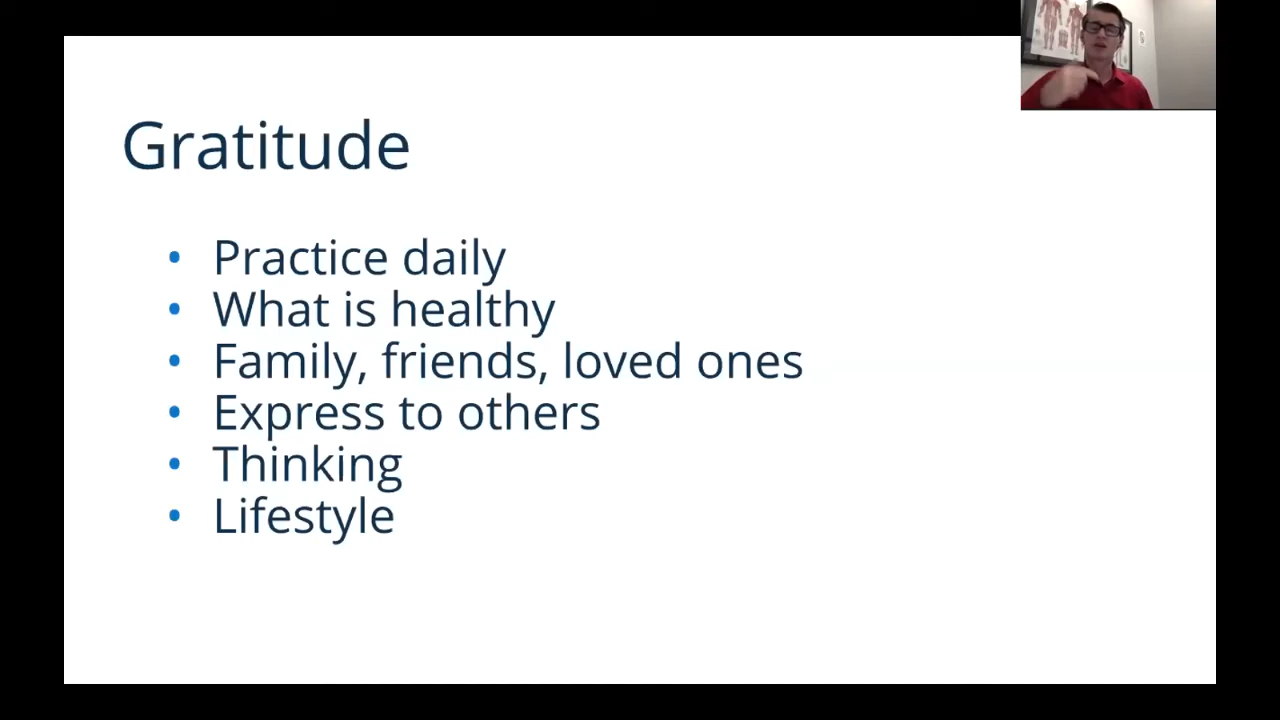 Gratitude
• Practice daily
• What is healthy
• Family, friends, loved ones
• Express to others
• Thinking
• Lifestyle